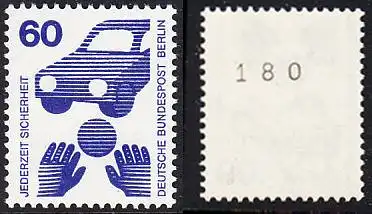 60
JEDERZEIT SICHERHEIT
DEUTSCHE BUNDESPOST BERLIN
180